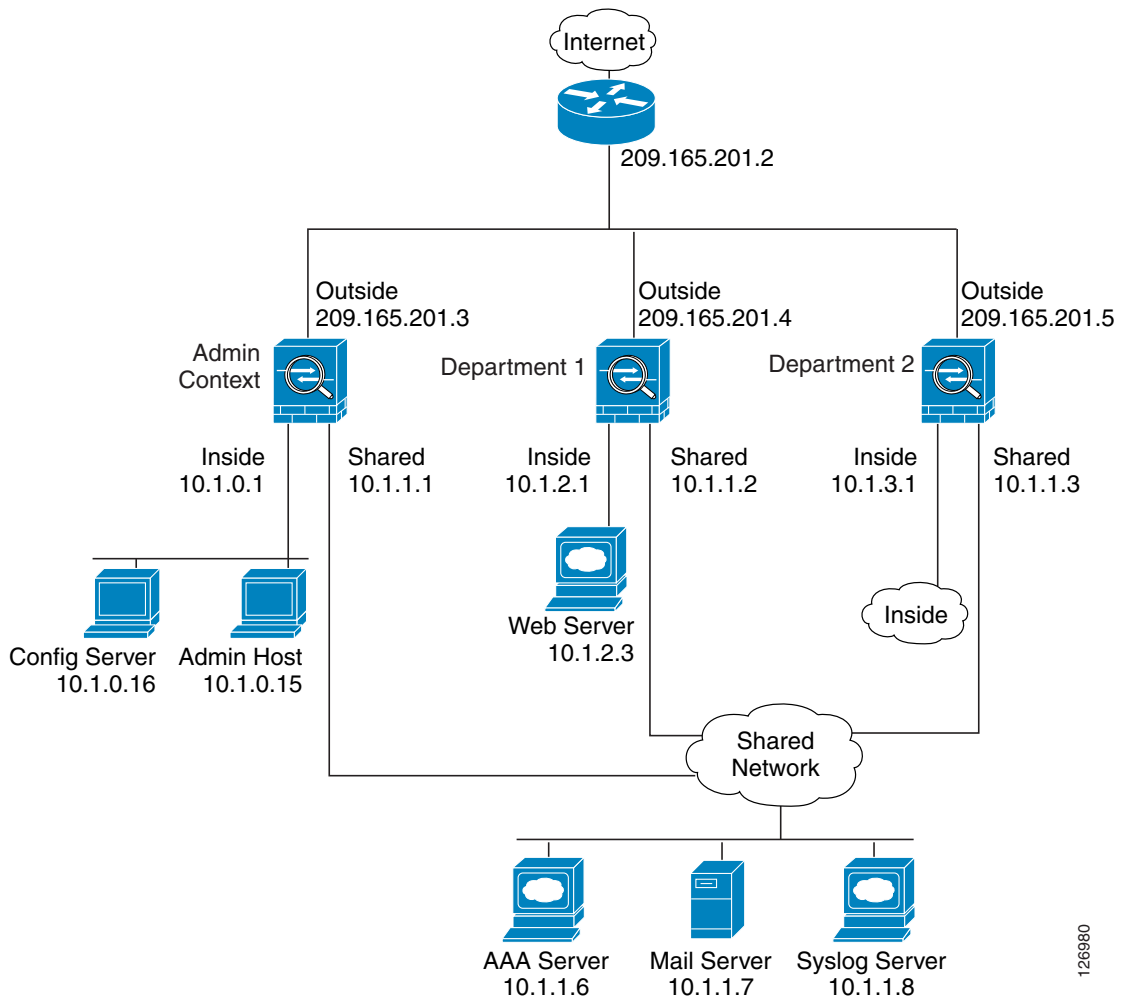 Internet
209.165.201.2
Outside
209.165.201.3
Outside
209.165.201.4
Outside
209.165.201.5
Admin
Context
Department 1
Department 2
Inside
10.1.0.1
Shared
10.1.1.1
Inside
10.1.2.1
Shared
10.1.1.2
Inside
10.1.3.1
Shared
10.1.1.3
Config Server
10.1.0.16
Admin Host
10.1.0.15
Web Server
10.1.2.3
Inside
Shared
Network
AAA Server
10.1.1.6
Mail Server
10.1.1.7
Syslog Server
10.1.1.8
126980